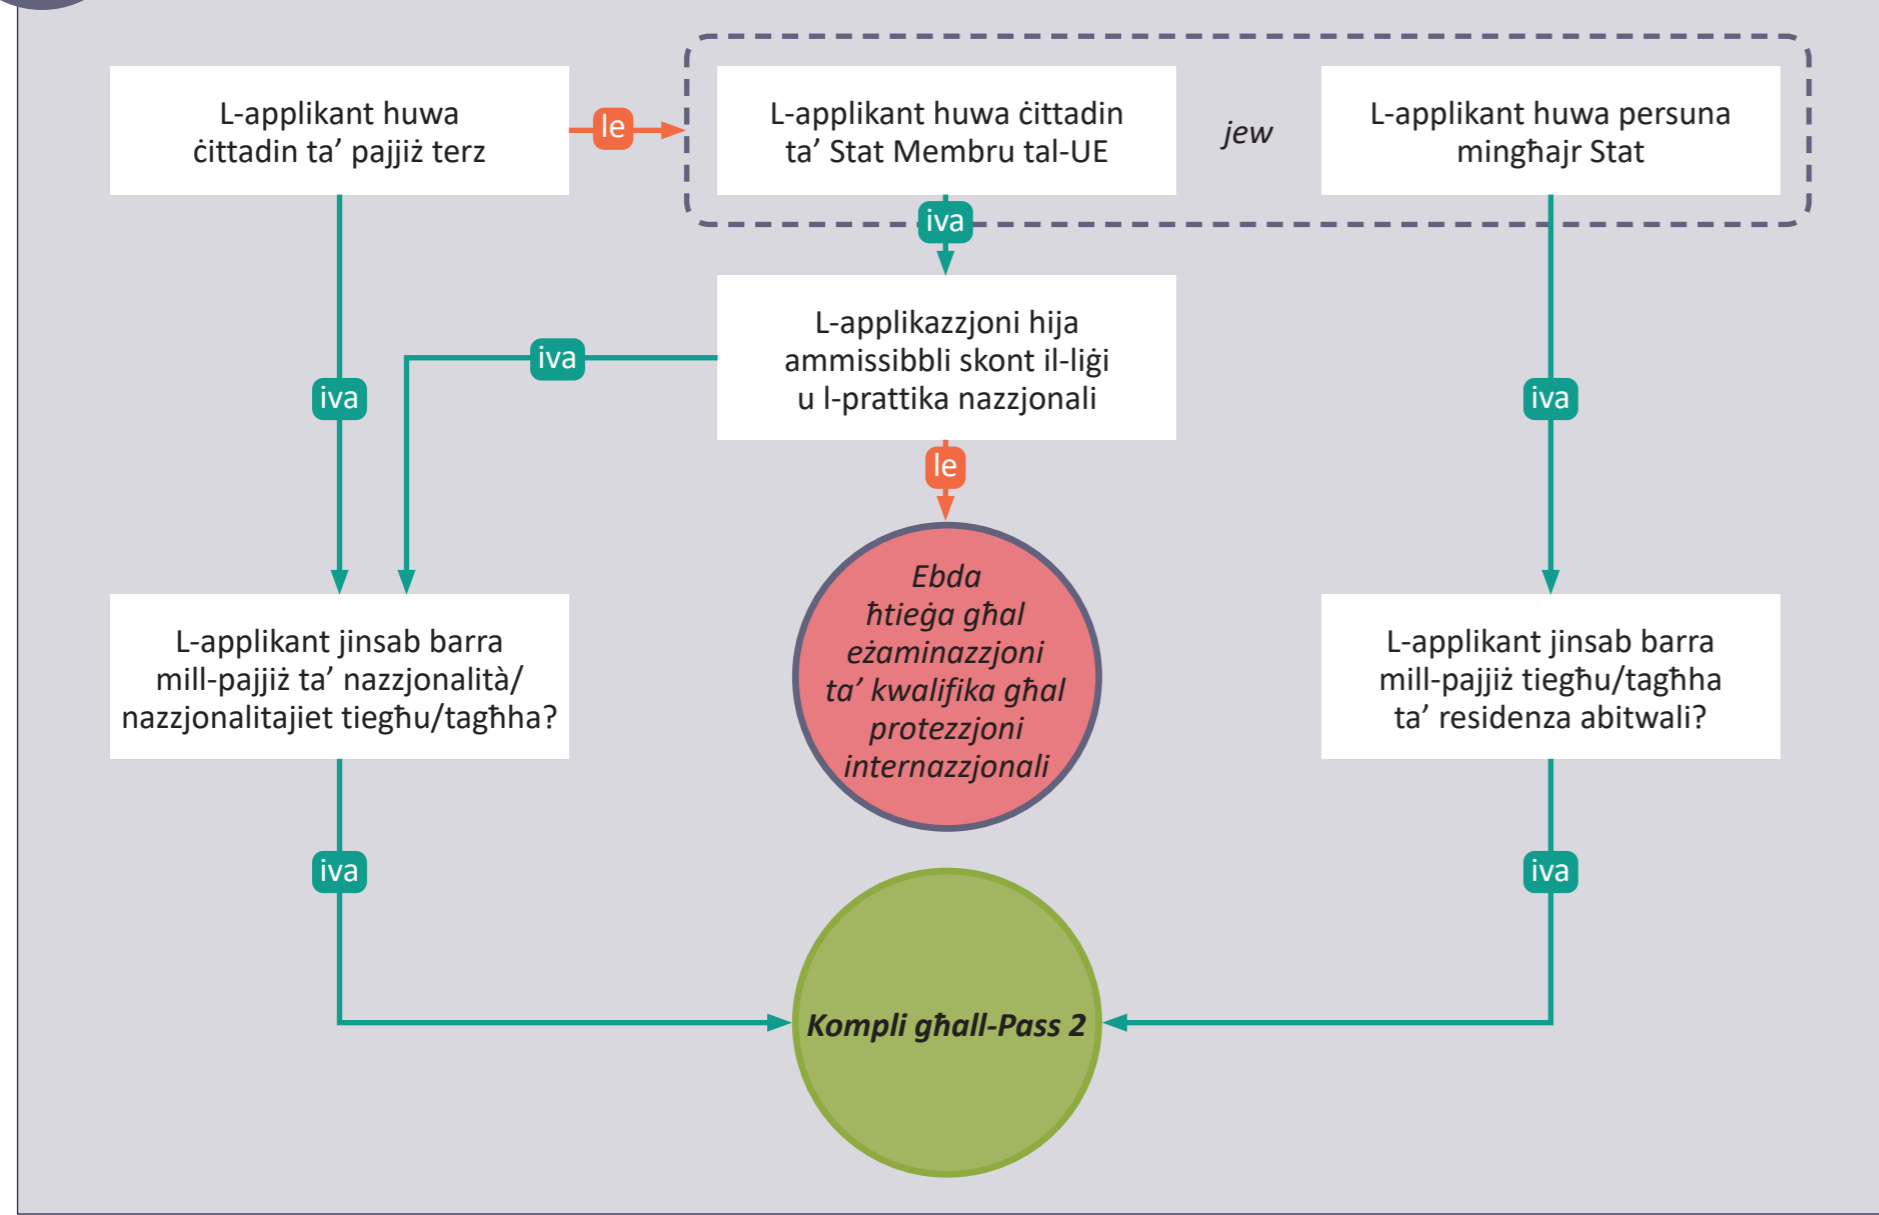 L-applikant huwa
ċittadin ta’ pajjiż terz
le
L-applikant huwa ċittadin
ta’ Stat Membru tal-UE
jew
L-applikant huwa persuna
mingħajr Stat
iva
L-applikazzjoni hija
ammissibbli skont il-liġi
u l-prattika nazzjonali
iva
iva
iva
le
Ebda
ħtieġa għal
eżaminazzjoni
ta’ kwalifika għal
protezzjoni
internazzjonali
L-applikant jinsab barra
mill-pajjiż ta’ nazzjonalità/
nazzjonalitajiet tiegħu/tagħha?
L-applikant jinsab barra
mill-pajjiż tiegħu/tagħha
ta’ residenza abitwali?
iva
iva
Kompli għall-Pass 2